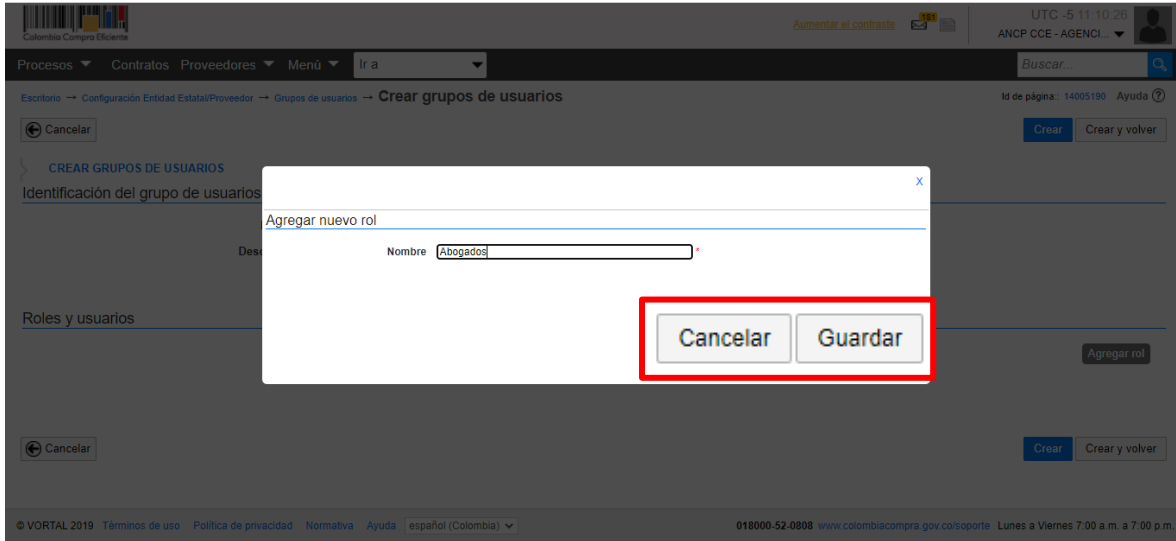 Colombia Compra Eficiente
Aumentar el contraste
161
UTC -5 11:10:26
ANCP CCE - AGENCI...
Procesos Contratos Proveedores Menú Ir a Buscar...
Escritorio → Configuración Entidad Estatal/Proveedor → Grupos de usuarios → Crear grupos de usuarios
Id de página:: 14005190 Ayuda ?
Cancelar Crear Crear y volver
CREAR GRUPOS DE USUARIOS
Identificación del grupo de usuarios
X
Agregar nuevo rol
Desc
Nombre Abogados *
Roles y usuarios
Cancelar Guardar
Agregar rol
Cancelar Crear Crear y volver
© VORTAL 2019 Términos de uso Política de privacidad Normativa Ayuda español (Colombia) 018000-52-0808 www.colombiacompra.gov.co/soporte Lunes a Viernes 7:00 a.m. a 7:00 p.m.